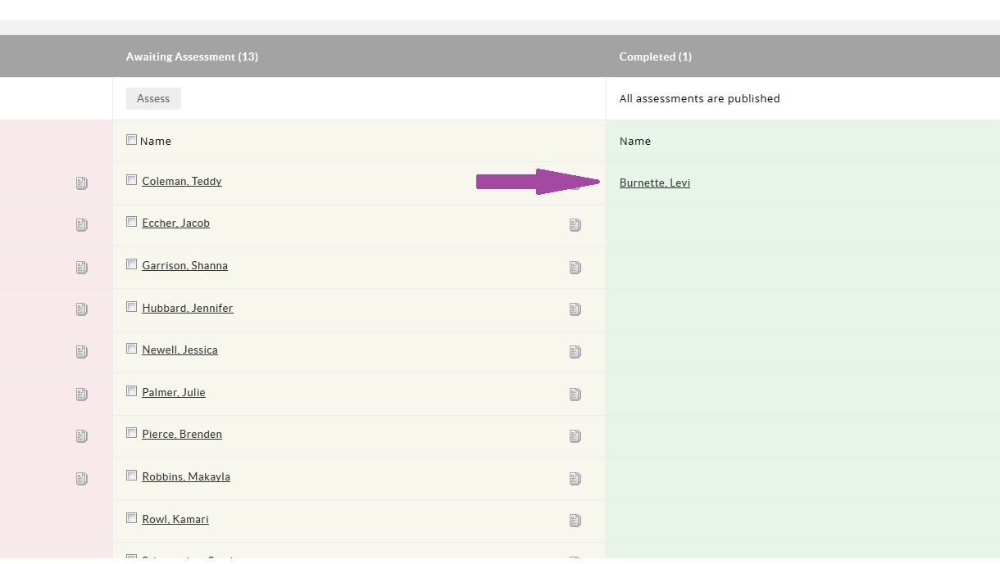 Awaiting Assessment (13)
Completed (1)
Assess
All assessments are published
Name
Name
Coleman, Teddy
Burnette, Levi
Eccher, Jacob
Garrison, Shanna
Hubbard, Jennifer
Newell, Jessica
Palmer, Julie
Pierce, Brenden
Robbins, Makayla
Rowl, Kamari